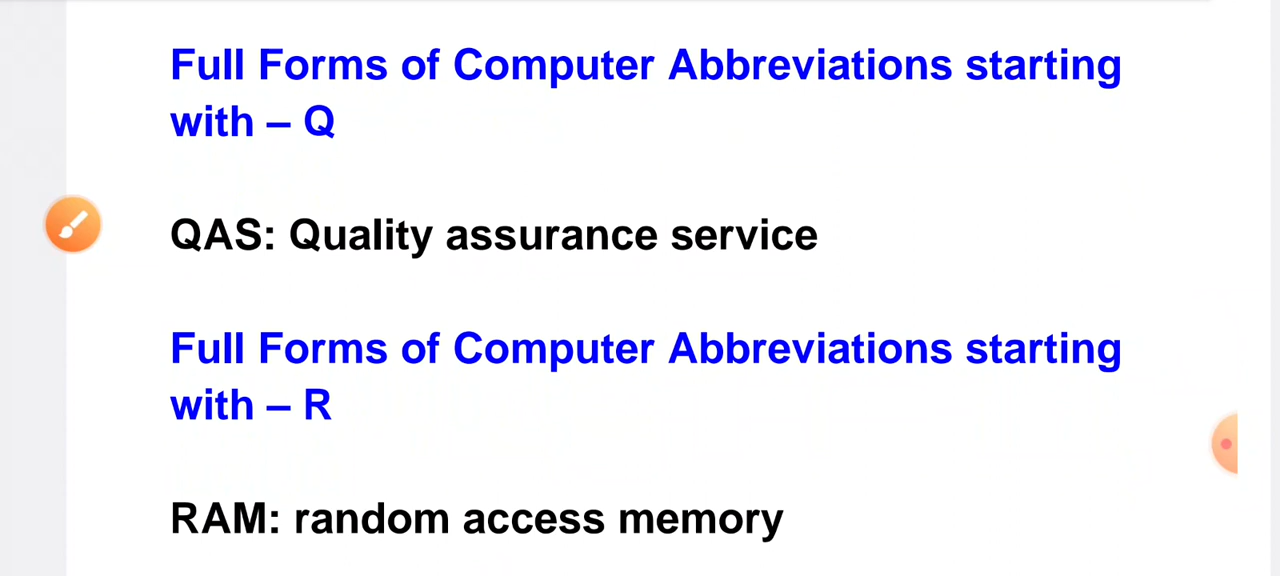 Full Forms of Computer Abbreviations starting
with – Q
QAS: Quality assurance service
Full Forms of Computer Abbreviations starting
with – R
RAM: random access memory